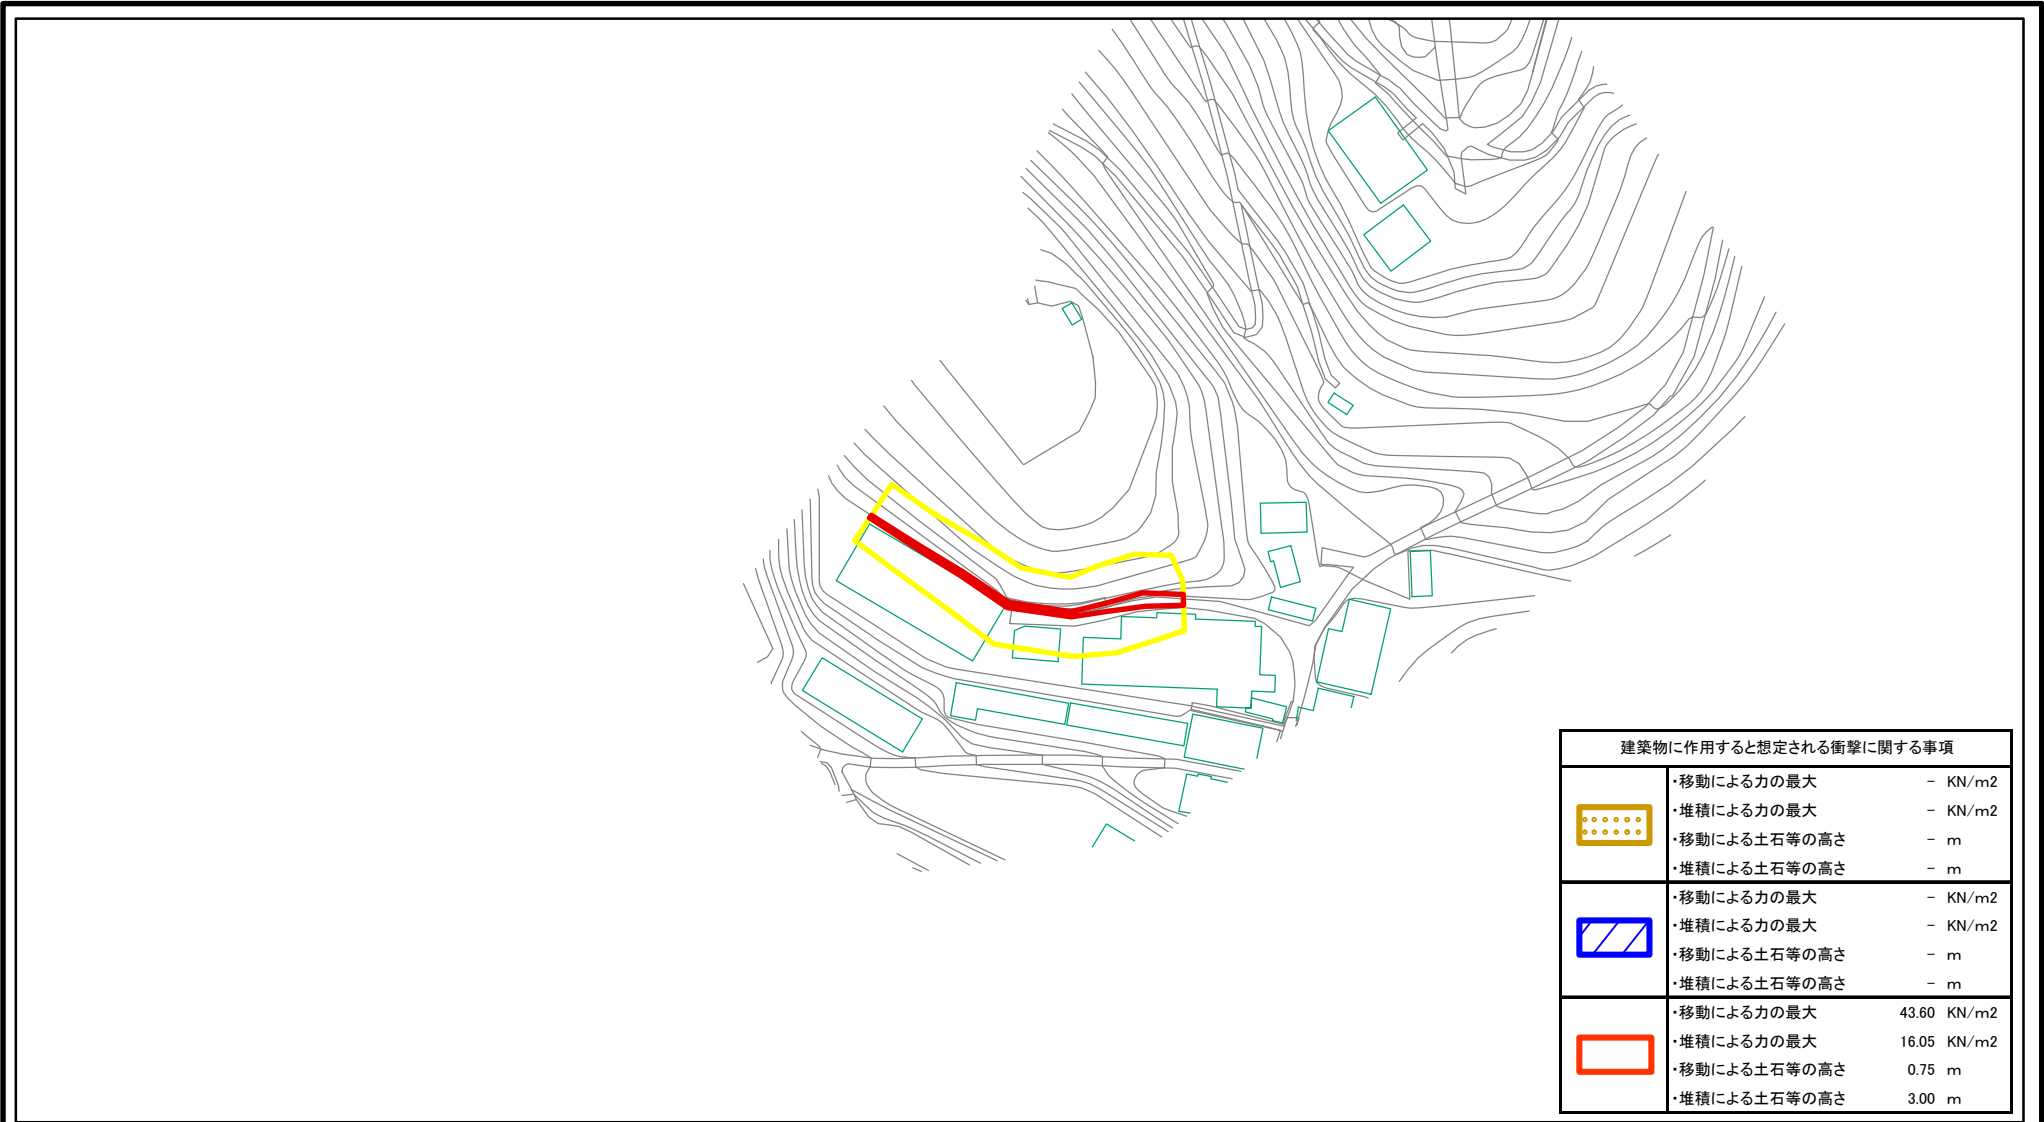 建築物に作用すると想定される衝撃に関する事項
・移動による力の最大 － KN/m2
・堆積による力の最大 － KN/m2
・移動による土石等の高さ － m
・堆積による土石等の高さ － m
・移動による力の最大 － KN/m2
・堆積による力の最大 － KN/m2
・移動による土石等の高さ － m
・堆積による土石等の高さ － m
・移動による力の最大 43.60 KN/m2
・堆積による力の最大 16.05 KN/m2
・移動による土石等の高さ 0.75 m
・堆積による土石等の高さ 3.00 m